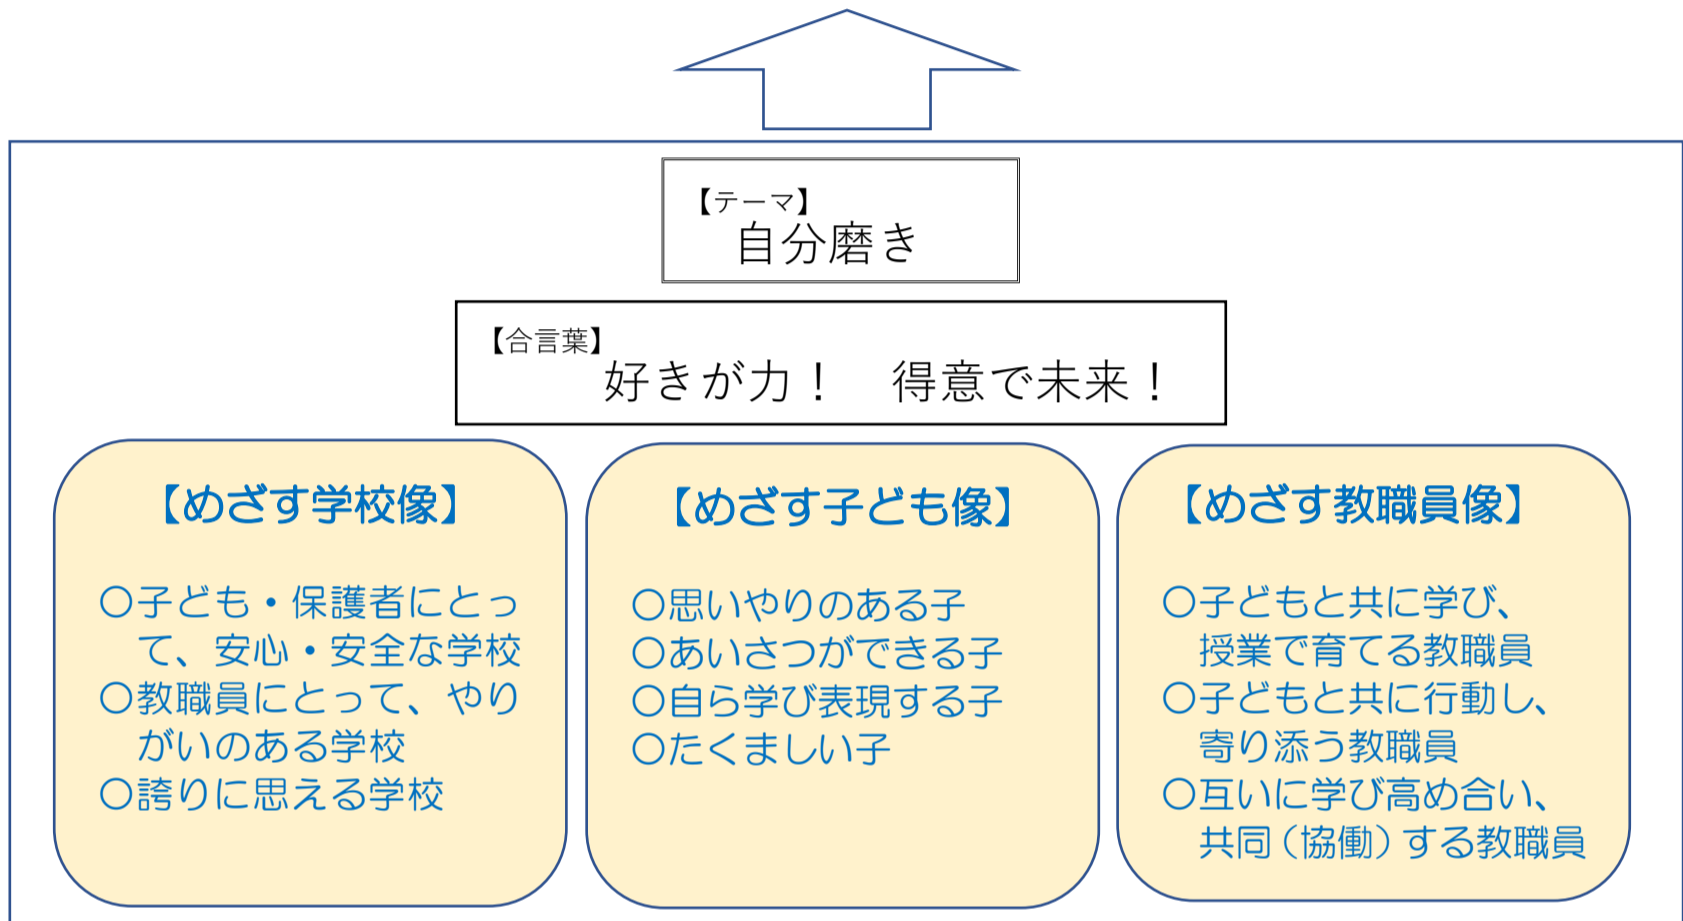 【テーマ】
自分磨き
【合言葉】
好きが力！　得意で未来！
【めざす学校像】
〇子ども・保護者にとっ
て、安心・安全な学校
〇教職員にとって、やり
がいのある学校
〇誇りに思える学校
【めざす子ども像】
〇思いやりのある子
〇あいさつができる子
〇自ら学び表現する子
〇たくましい子
【めざす教職員像】
〇子どもと共に学び、
授業で育てる教職員
〇子どもと共に行動し、
寄り添う教職員
〇互いに学び高め合い、
共同（協働）する教職員